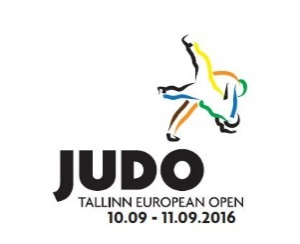 JUDO
TALLINN EUROPEAN OPEN
10.09 - 11.09.2016